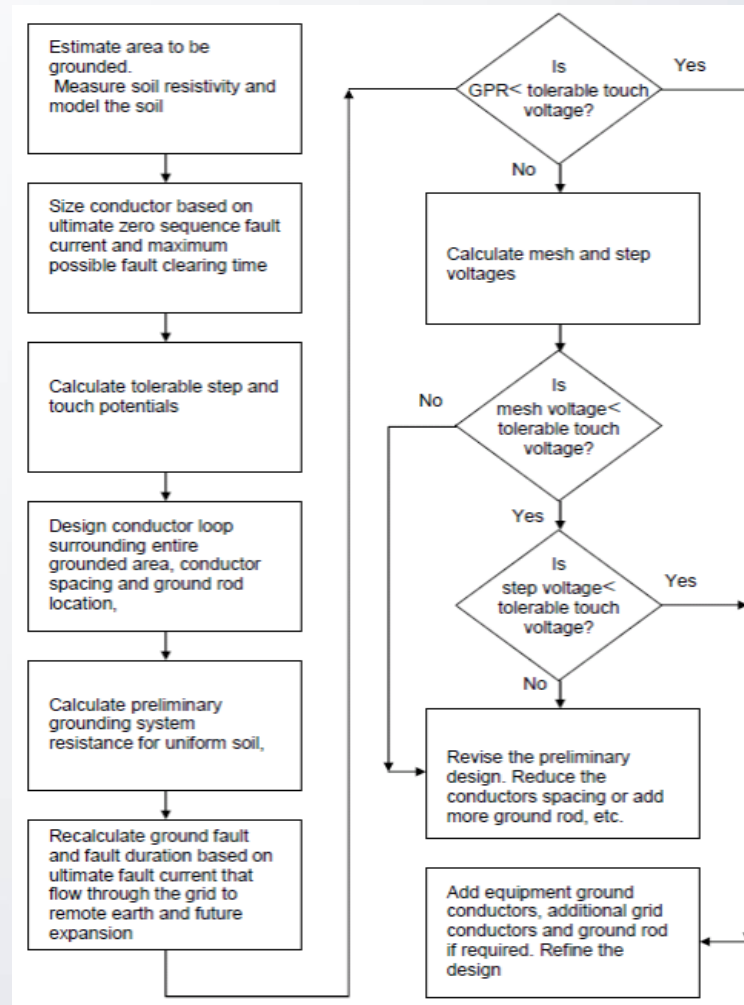 Estimate area to be
grounded.
Measure soil resistivity and
model the soil
Size conductor based on
ultimate zero sequence fault
current and maximum
possible fault clearing time
Calculate tolerable step and
touch potentials
Design conductor loop
surrounding entire
grounded area, conductor
spacing and ground rod
location,
Calculate preliminary
grounding system
resistance for uniform soil,
Recalculate ground fault
and fault duration based on
ultimate fault current that
flow through the grid to
remote earth and future
expansion
Is
GPR< tolerable touch
voltage?
Yes
No
Calculate mesh and step
voltages
Is
mesh voltage<
tolerable touch
voltage?
No
Yes
Is
step voltage<
tolerable touch
voltage?
Yes
No
Revise the preliminary
design. Reduce the
conductors spacing or add
more ground rod, etc.
Add equipment ground
conductors, additional grid
conductors and ground rod
if required. Refine the
design